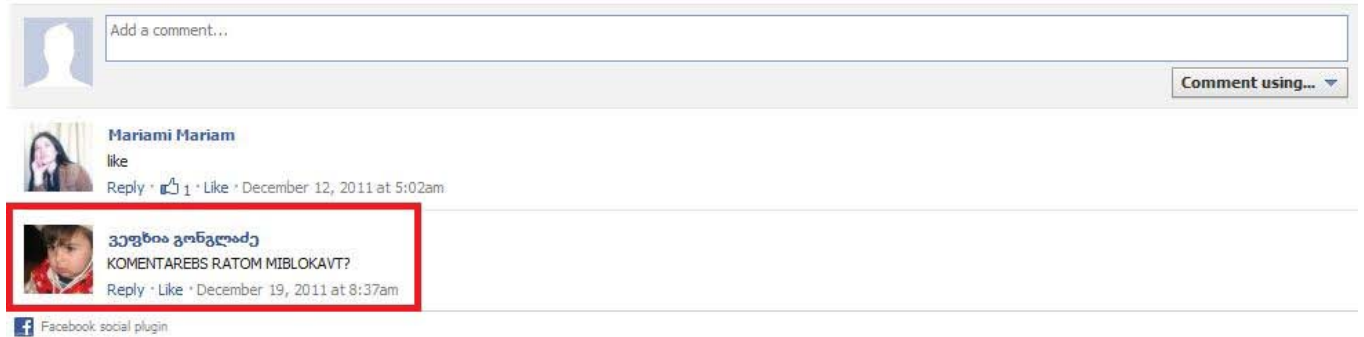 Add a comment...
Comment using...
Mariami Mariam
like
Reply · 1 · Like · December 12, 2011 at 5:02am
ვეფხია გონგლაძე
KOMENTAREBS RATOM MIBLOKAVT?
Reply · Like · December 19, 2011 at 8:37am
Facebook social plugin